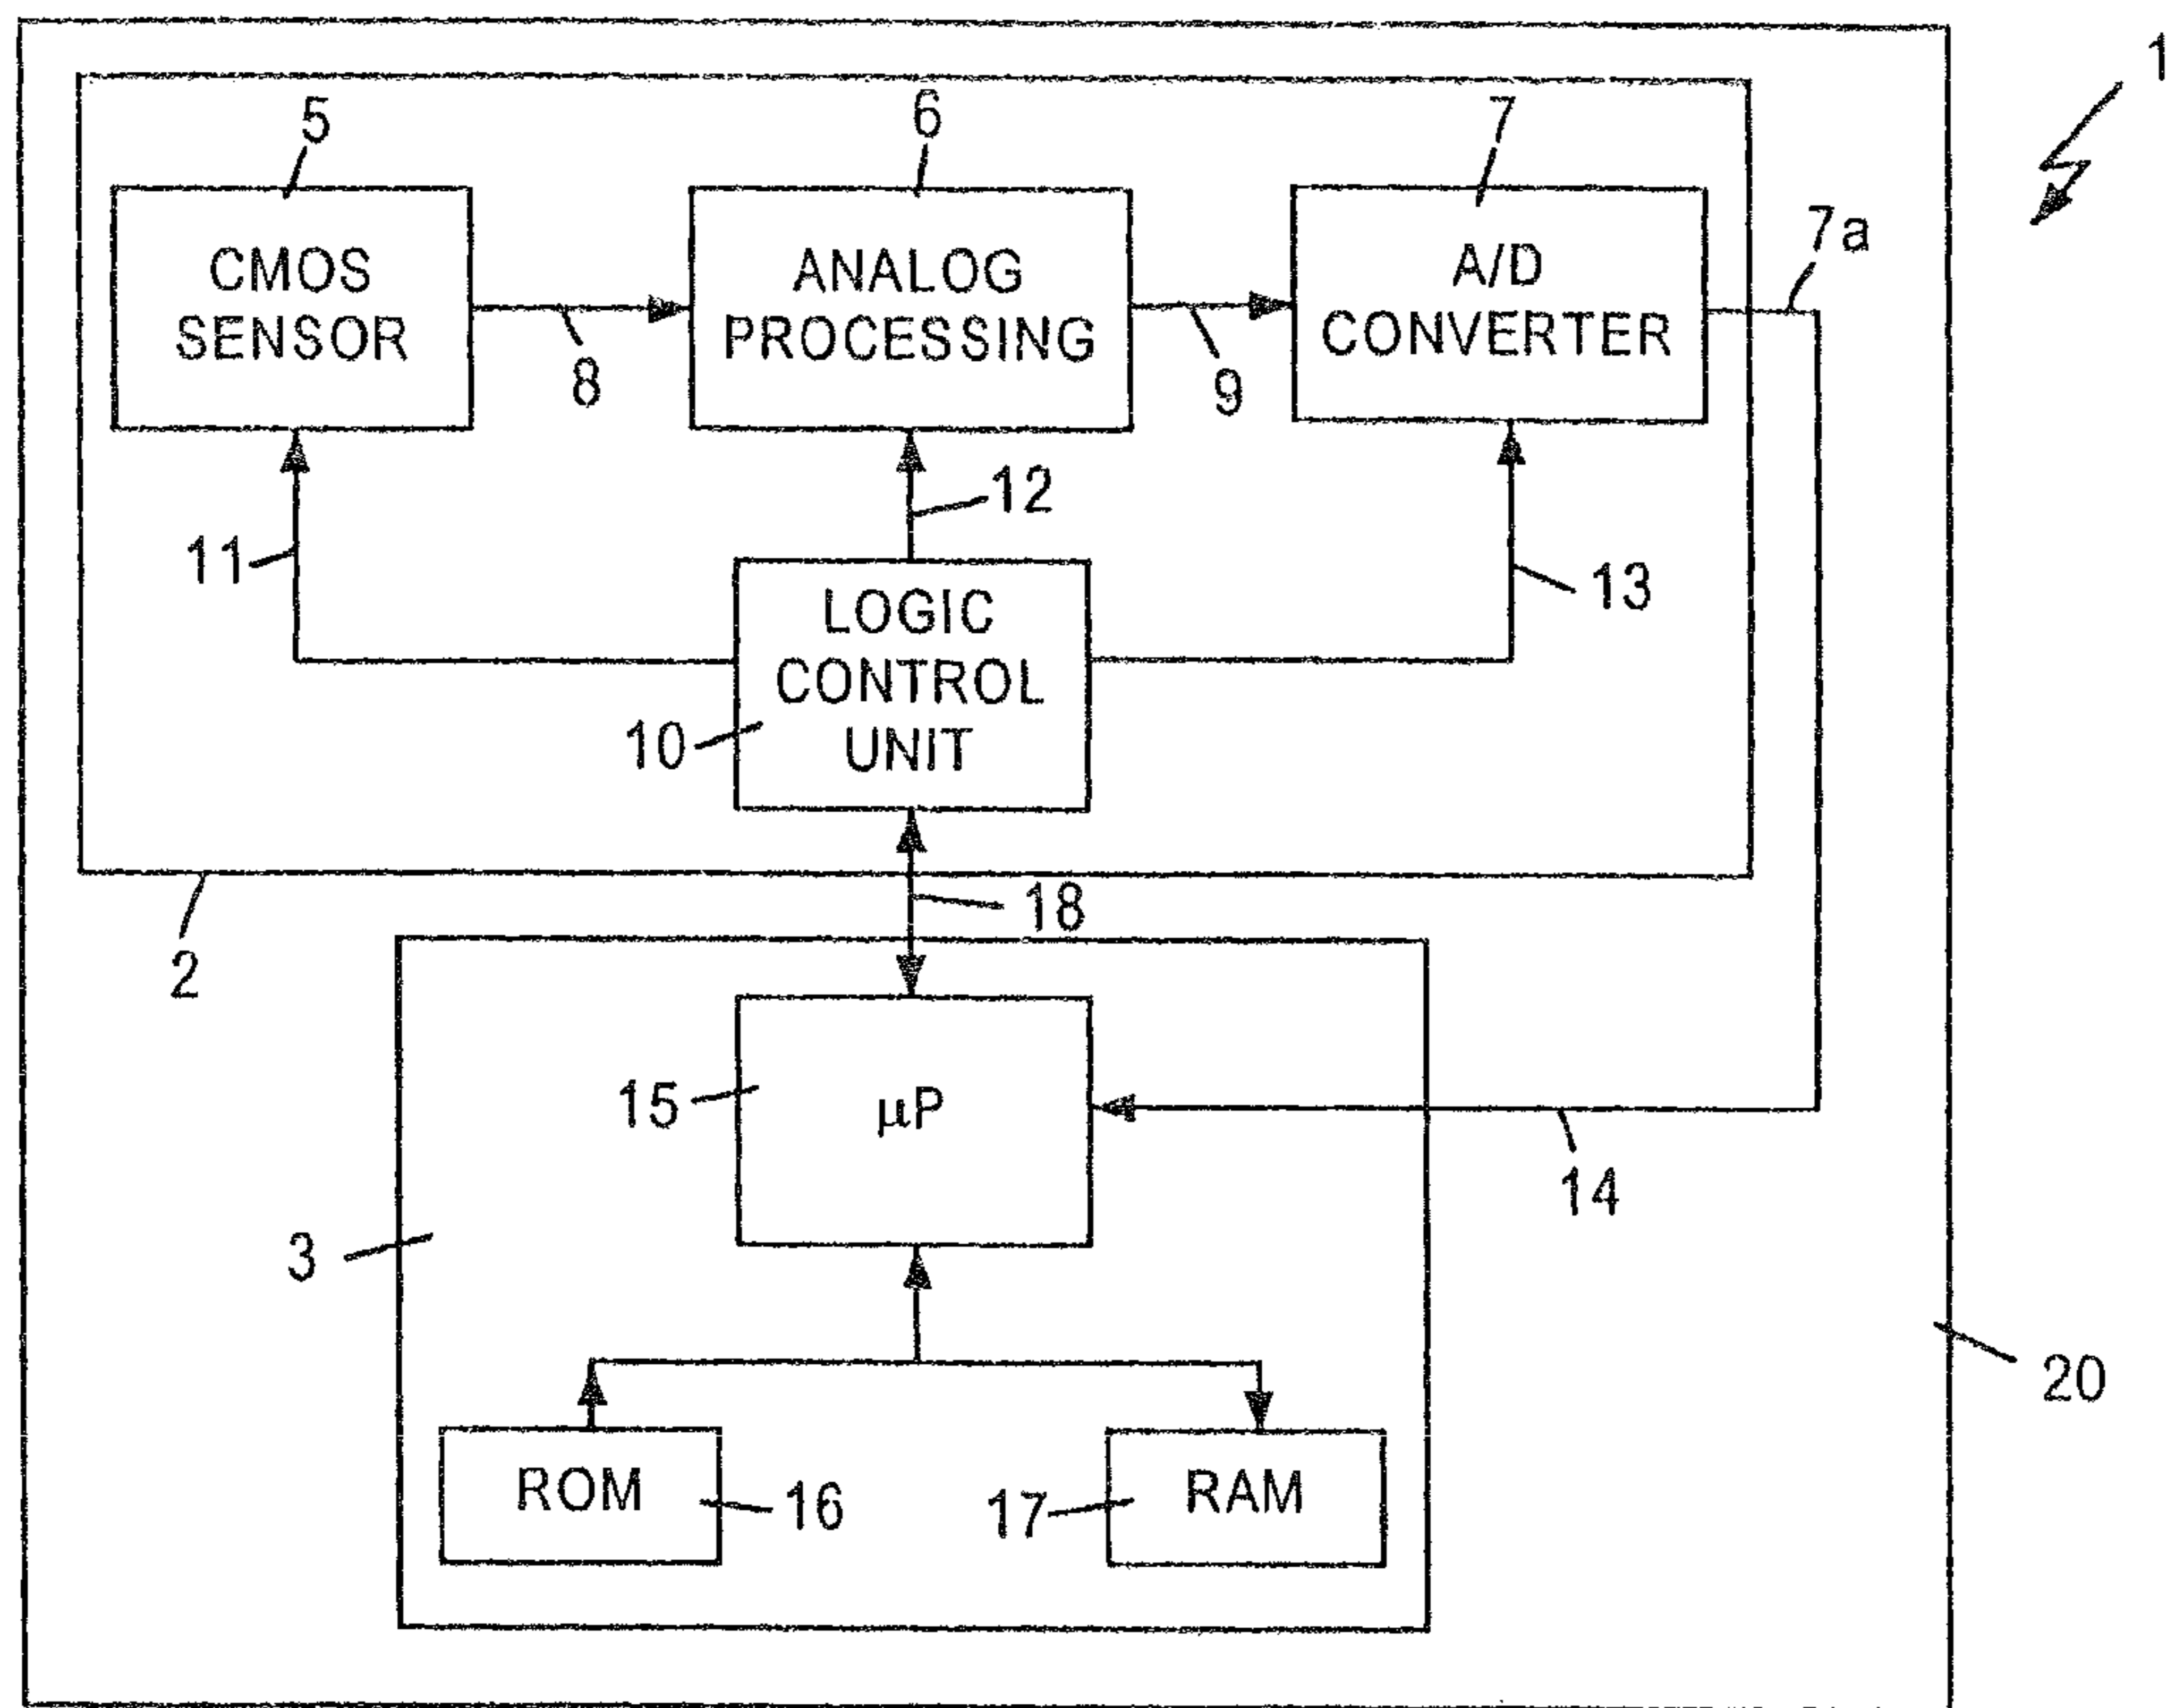 1
5
6
7
7a
CMOS
SENSOR
ANALOG
PROCESSING
A/D
CONVERTER
8
9
11
12
13
LOGIC
CONTROL
UNIT
10
18
2
15
μP
14
3
20
ROM
16
17
RAM